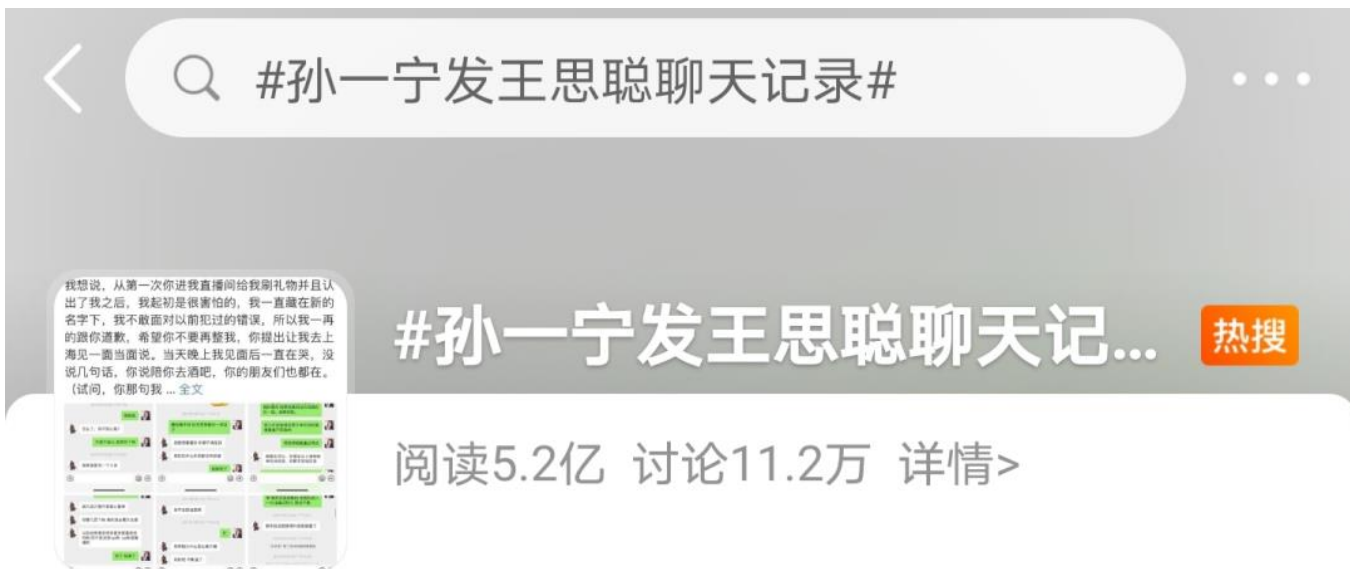 #孙一宁发王思聪聊天记录#
我想说，从第一次你进我直播间给我刷礼物并且认
出了我之后，我起初是很害怕的，我一直藏在新的
名字下，我不敢面对以前犯过的错误，所以我一再
的跟你道歉，希望你不要再整我，你提出让我去上
海见一面当面说。当天晚上我见面后一直在哭，没
说几句话，你说陪你去酒吧，你的朋友们也都在。
（试问，你那句我 ... 全文
#孙一宁发王思聪聊天记...
热搜
阅读5.2亿 讨论11.2万 详情>